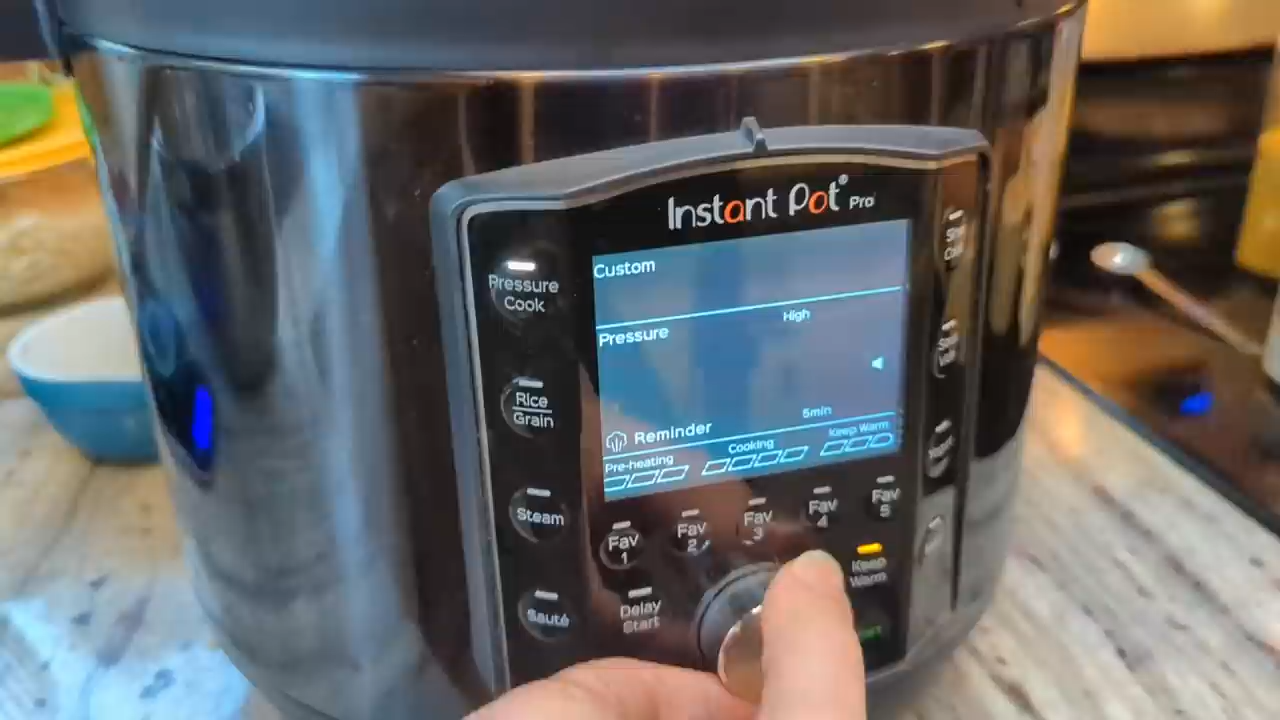 Instant Pot® Pro
Custom
High
Pressure
5min
Reminder
Pre-heating
Cooking
Keep Warm
Pressure
Cook
Rice
Grain
Steam
Sauté
Fav
1
Fav
2
Fav
3
Fav
4
Fav
5
Delay
Start
Keep
Warm